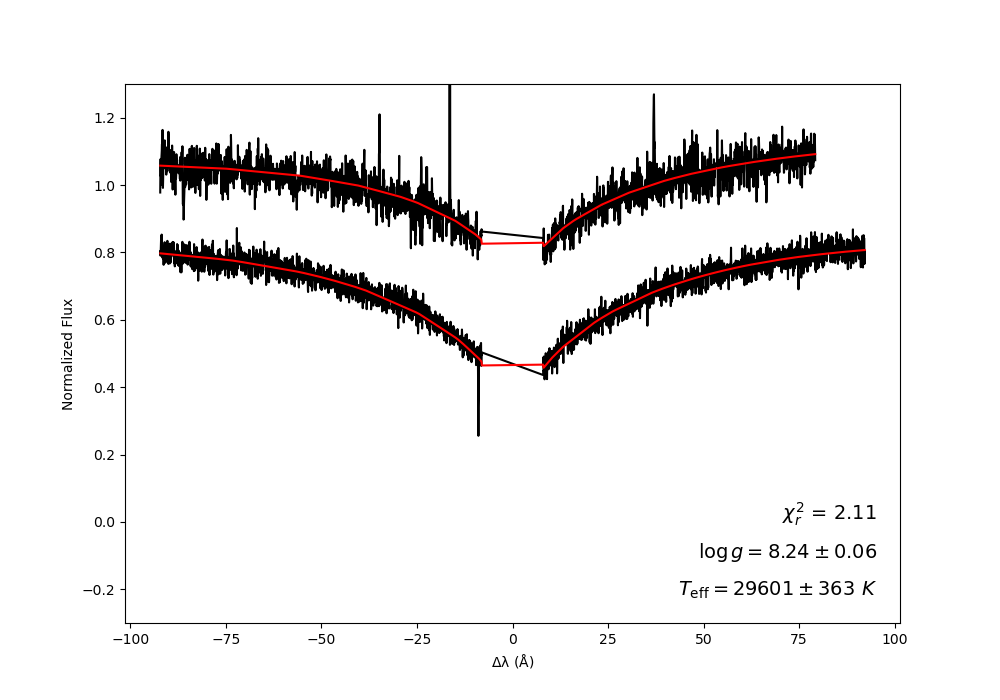 Normalized Flux
1.2
1.0
0.8
0.6
0.4
0.2
0.0
−0.2
χ²ᵣ = 2.11
log g = 8.24 ± 0.06
T_eff = 29601 ± 363 K
−100 −75 −50 −25 0 25 50 75 100
Δλ (Å)